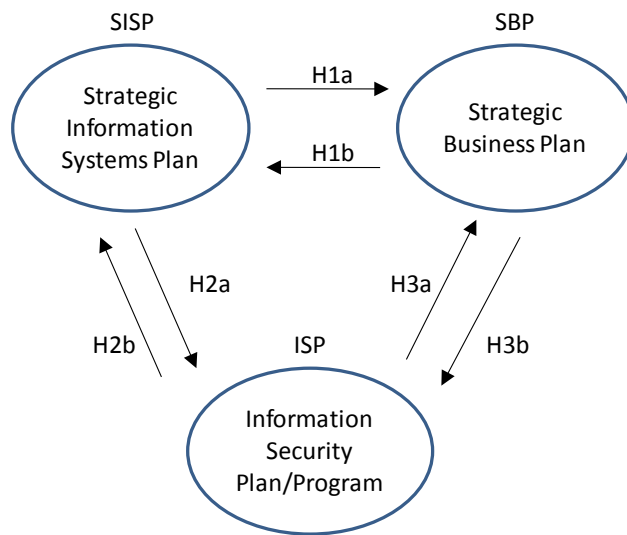 SISP
SBP
H1a
Strategic
Information
Systems Plan
Strategic
Business Plan
H1b
H2a
H3a
H2b
H3b
ISP
Information
Security
Plan/Program